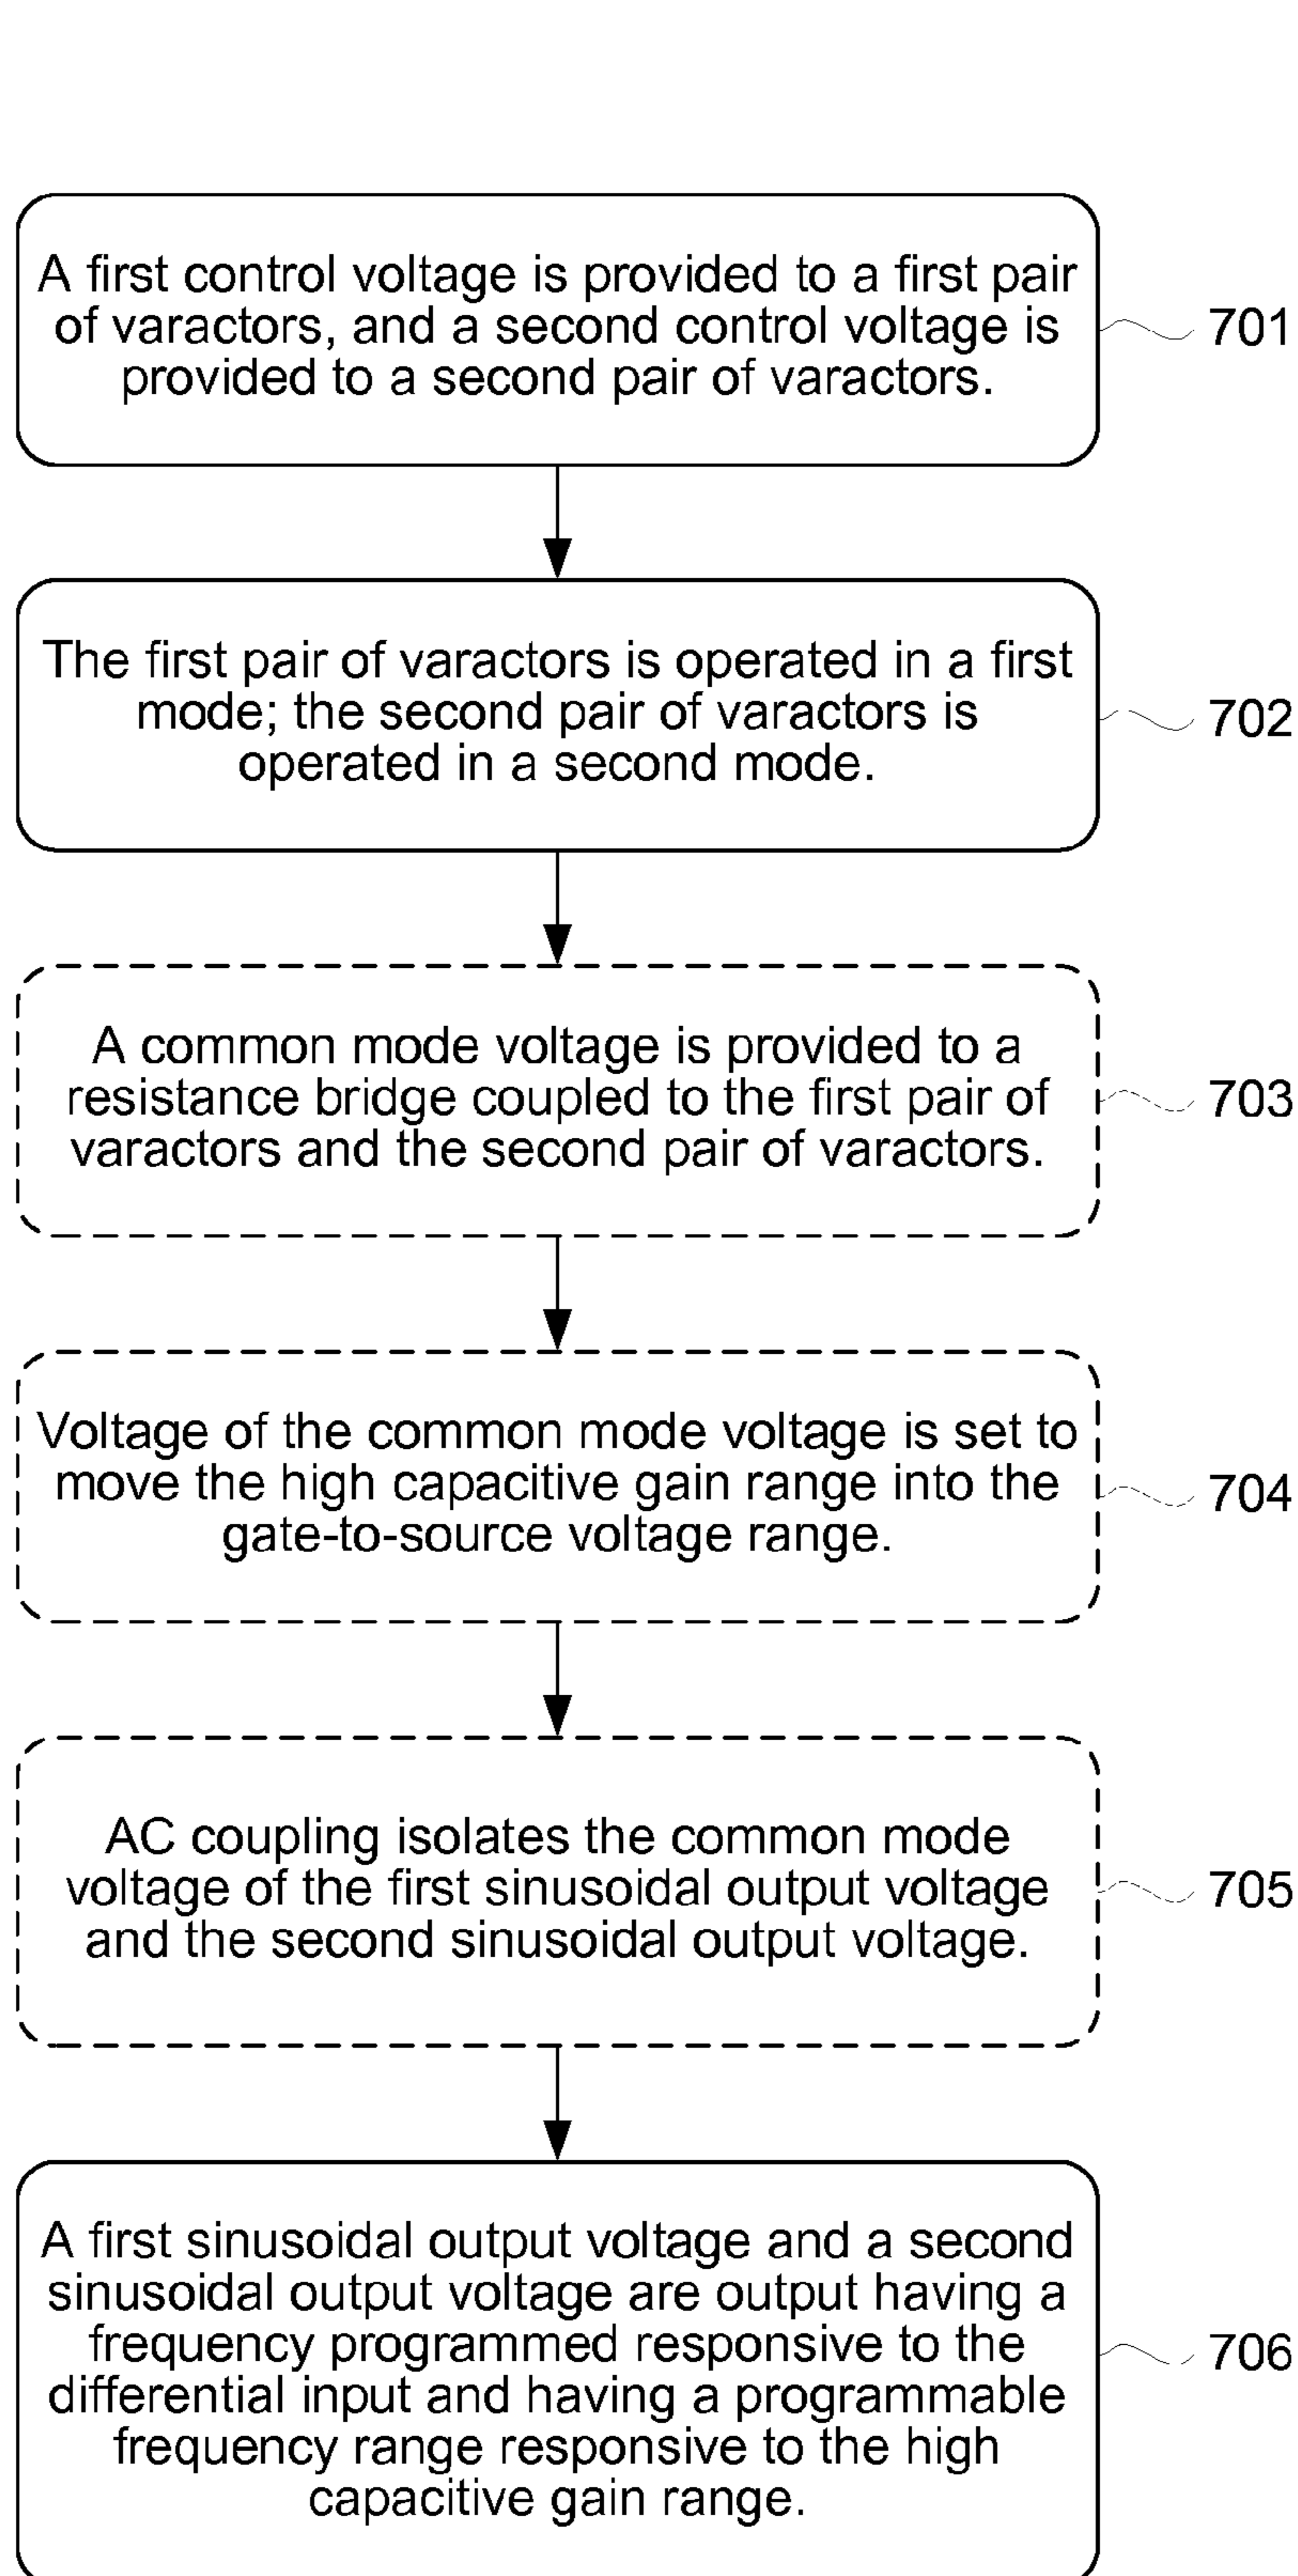 A first control voltage is provided to a first pair
of varactors, and a second control voltage is
provided to a second pair of varactors.
701
The first pair of varactors is operated in a first
mode; the second pair of varactors is
operated in a second mode.
702
A common mode voltage is provided to a
resistance bridge coupled to the first pair of
varactors and the second pair of varactors.
703
Voltage of the common mode voltage is set to
move the high capacitive gain range into the
gate-to-source voltage range.
704
AC coupling isolates the common mode
voltage of the first sinusoidal output voltage
and the second sinusoidal output voltage.
705
A first sinusoidal output voltage and a second
sinusoidal output voltage are output having a
frequency programmed responsive to the
differential input and having a programmable
frequency range responsive to the high
capacitive gain range.
706